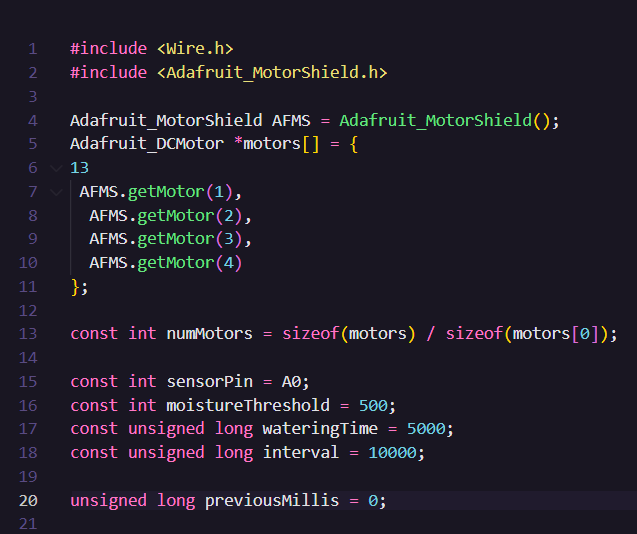 1 #include <Wire.h>
2 #include <Adafruit_MotorShield.h>
3
4 Adafruit_MotorShield AFMS = Adafruit_MotorShield();
5 Adafruit_DCMotor *motors[] = {
6 13
7  AFMS.getMotor(1),
8   AFMS.getMotor(2),
9   AFMS.getMotor(3),
10   AFMS.getMotor(4)
11 };
12
13 const int numMotors = sizeof(motors) / sizeof(motors[0]);
14
15 const int sensorPin = A0;
16 const int moistureThreshold = 500;
17 const unsigned long wateringTime = 5000;
18 const unsigned long interval = 10000;
19
20 unsigned long previousMillis = 0;
21